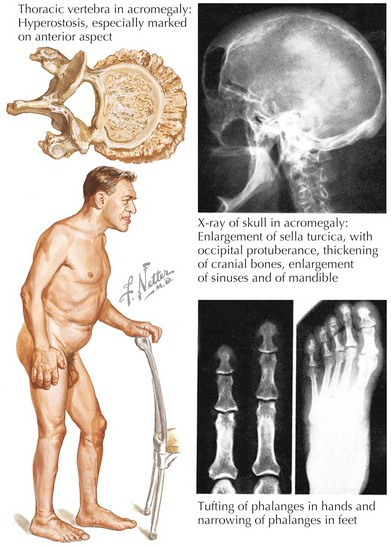 Thoracic vertebra in acromegaly:
Hyperostosis, especially marked
on anterior aspect
X-ray of skull in acromegaly:
Enlargement of sella turcica, with
occipital protuberance, thickening
of cranial bones, enlargement
of sinuses and of mandible
F. Netter
M.D.
Tufting of phalanges in hands and
narrowing of phalanges in feet